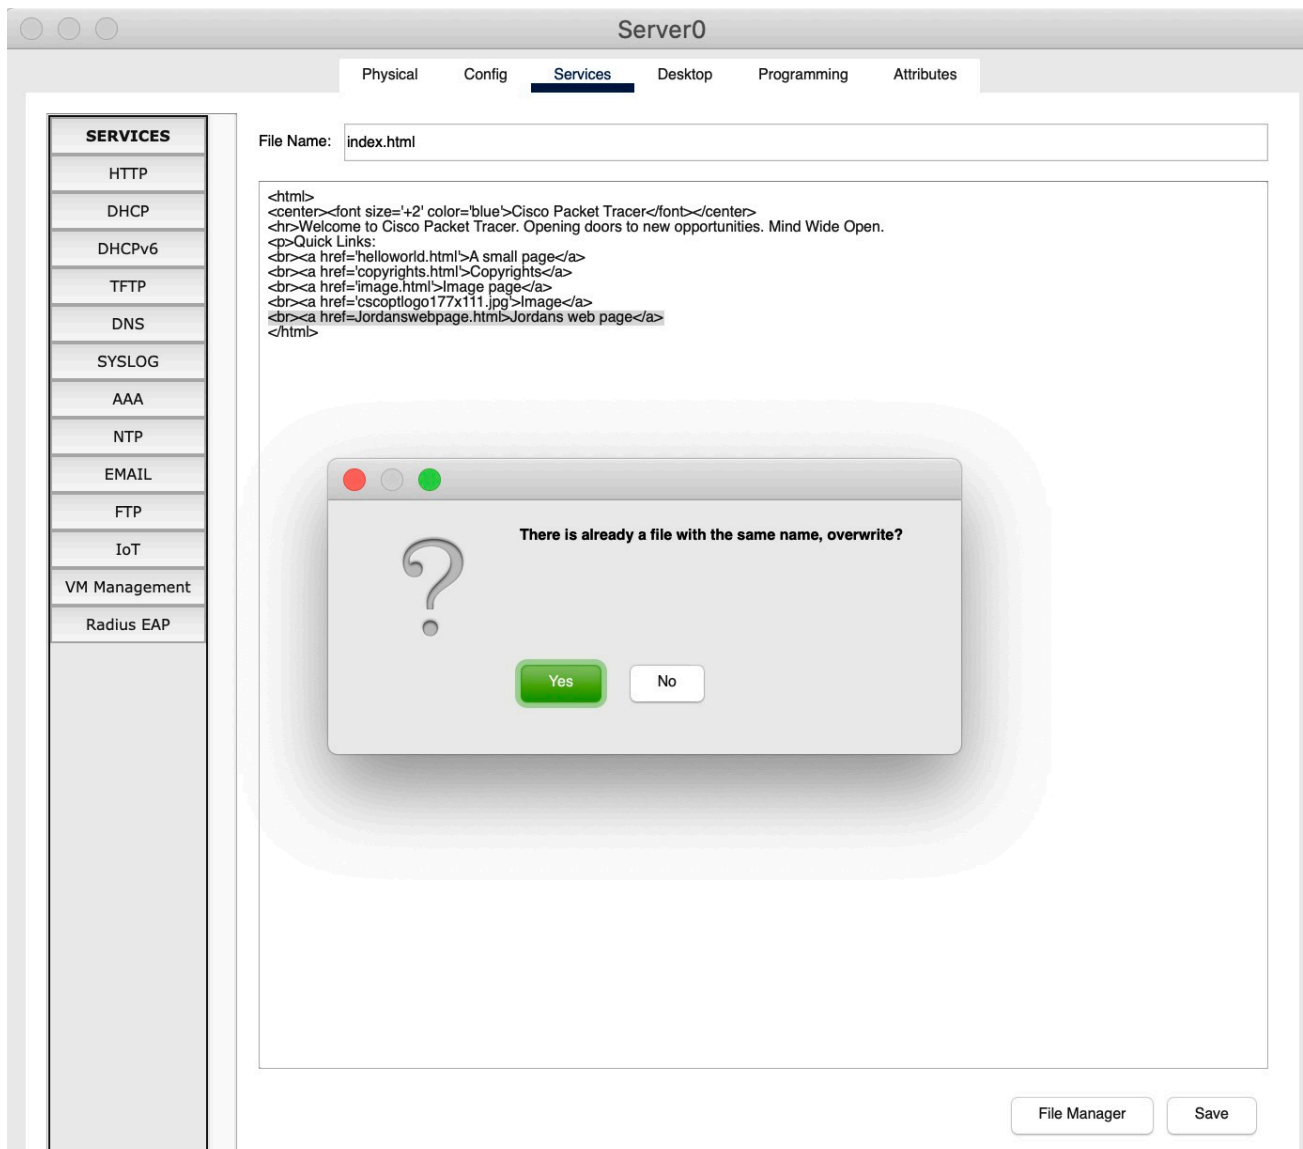 Server0
Physical Config Services Desktop Programming Attributes
SERVICES
HTTP
DHCP
DHCPv6
TFTP
DNS
SYSLOG
AAA
NTP
EMAIL
FTP
IoT
VM Management
Radius EAP
File Name: index.html
<html>
<center><font size='+2' color='blue'>Cisco Packet Tracer</font></center>
<hr>Welcome to Cisco Packet Tracer. Opening doors to new opportunities. Mind Wide Open.
<p>Quick Links:
<br><a href='helloworld.html'>A small page</a>
<br><a href='copyrights.html'>Copyrights</a>
<br><a href='image.html'>Image page</a>
<br><a href='cscoptlogo177x111.jpg'>Image</a>
<br><a href=Jordanswebpage.html>Jordans web page</a>
</html>
There is already a file with the same name, overwrite?
Yes No
File Manager Save